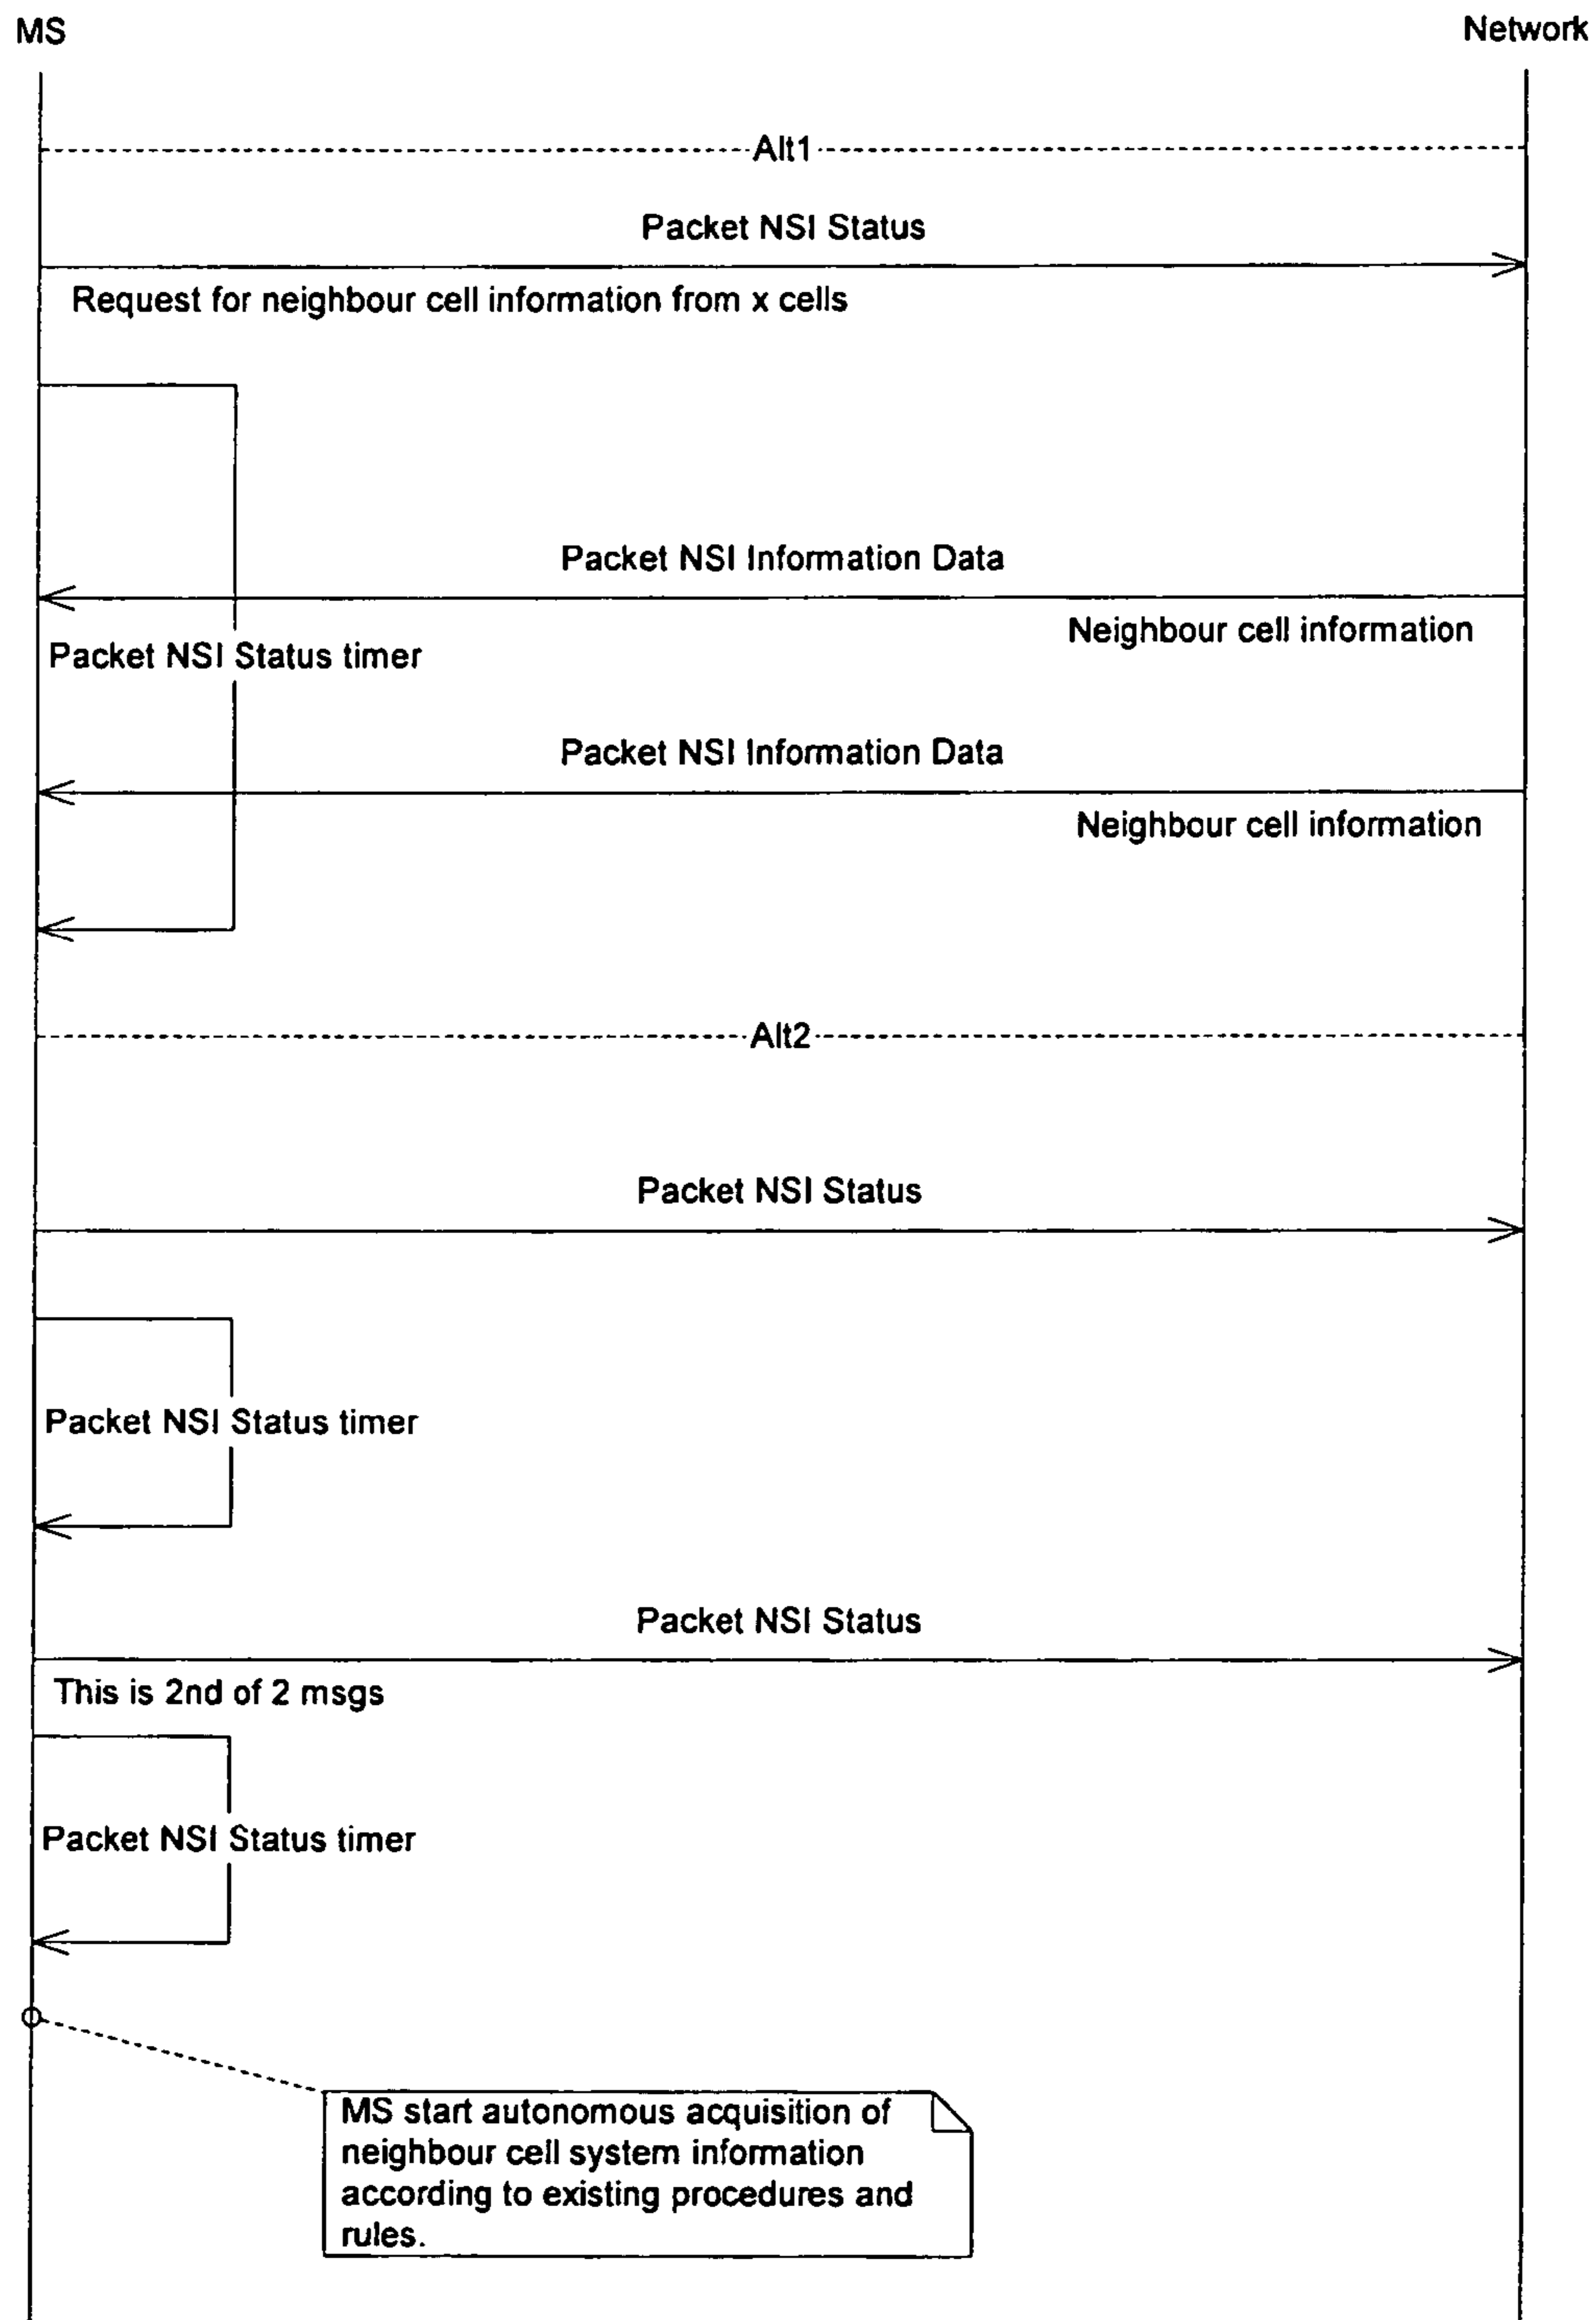 MS
Network
Alt1
Packet NSI Status
Request for neighbour cell information from x cells
Packet NSI Information Data
Neighbour cell information
Packet NSI Status timer
Packet NSI Information Data
Neighbour cell information
Alt2
Packet NSI Status
Packet NSI Status timer
Packet NSI Status
This is 2nd of 2 msgs
Packet NSI Status timer
MS start autonomous acquisition of
neighbour cell system information
according to existing procedures and
rules.